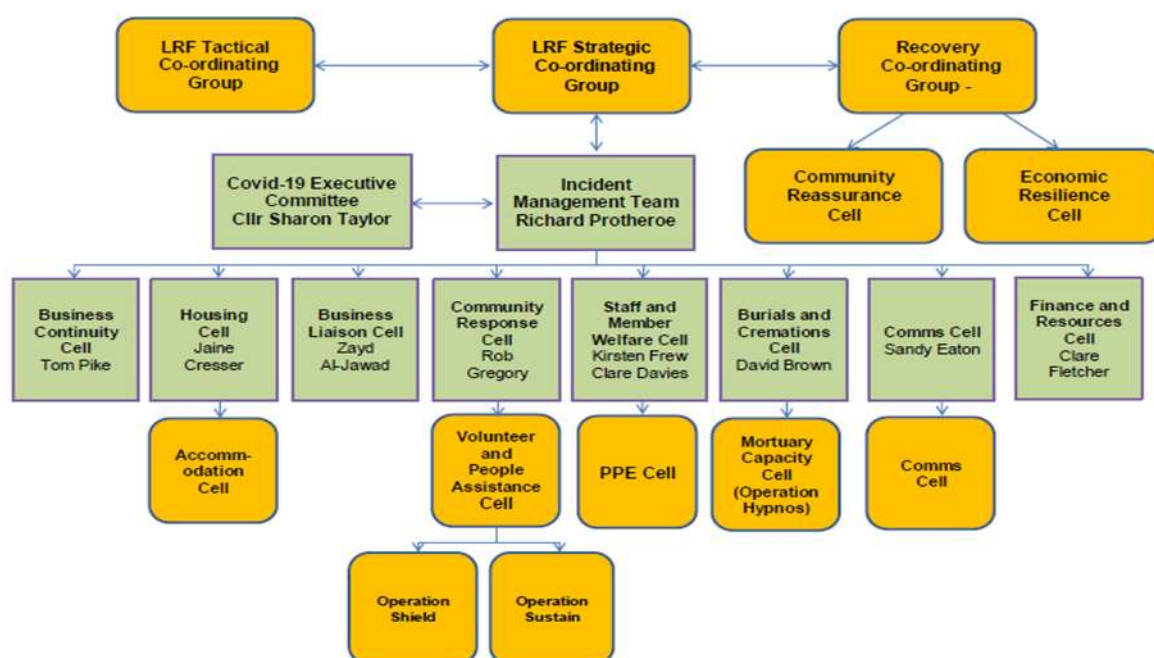 LRF Tactical
Co-ordinating
Group
LRF Strategic
Co-ordinating
Group
Recovery
Co-ordinating
Group -
Covid-19 Executive
Committee
Cllr Sharon Taylor
Incident
Management Team
Richard Protheroe
Community
Reassurance
Cell
Economic
Resilience
Cell
Business
Continuity
Cell
Tom Pike
Housing
Cell
Jaine
Cresser
Business
Liaison Cell
Zayd
Al-Jawad
Community
Response
Cell
Rob
Gregory
Staff and
Member
Welfare Cell
Kirsten Frew
Clare Davies
Burials and
Cremations
Cell
David Brown
Comms Cell
Sandy Eaton
Finance and
Resources
Cell
Clare
Fletcher
Accomm-
odation
Cell
Volunteer
and
People
Assistance
Cell
PPE Cell
Mortuary
Capacity
Cell
(Operation
Hypnos)
Comms
Cell
Operation
Shield
Operation
Sustain